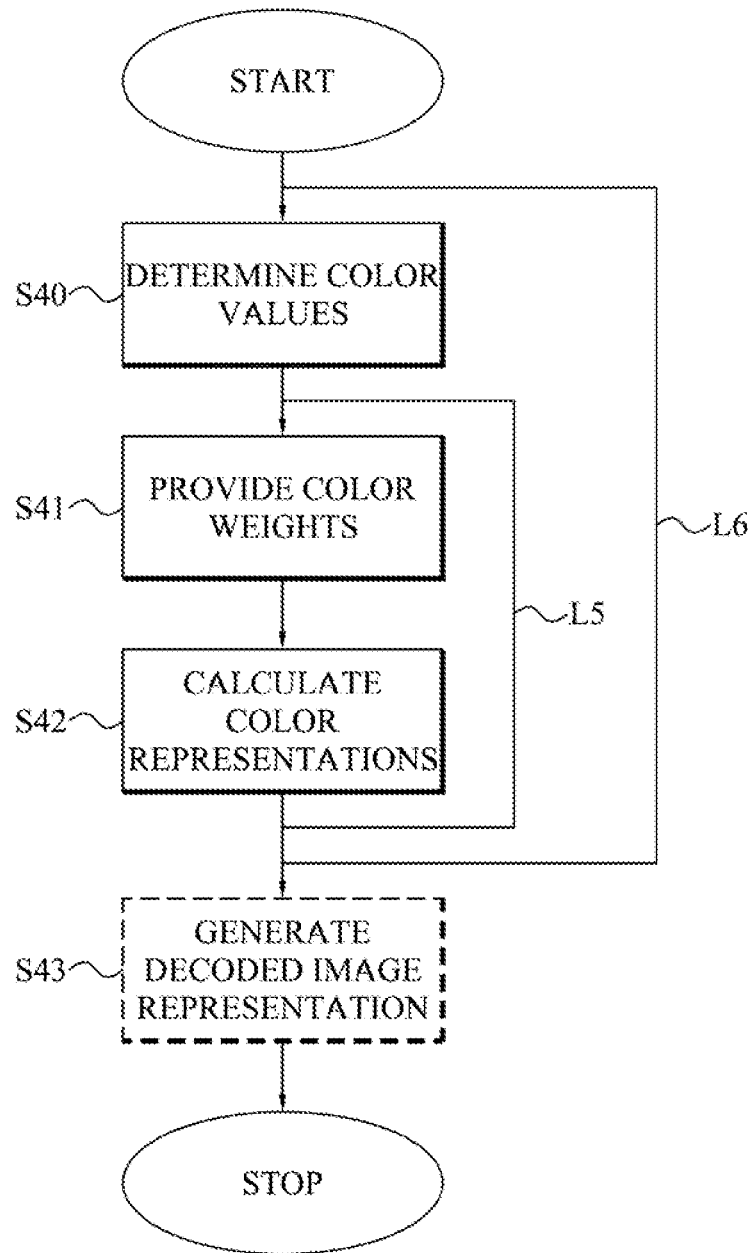 START
S40
DETERMINE COLOR
VALUES
S41
PROVIDE COLOR
WEIGHTS
L6
L5
S42
CALCULATE
COLOR
REPRESENTATIONS
S43
GENERATE
DECODED IMAGE
REPRESENTATION
STOP